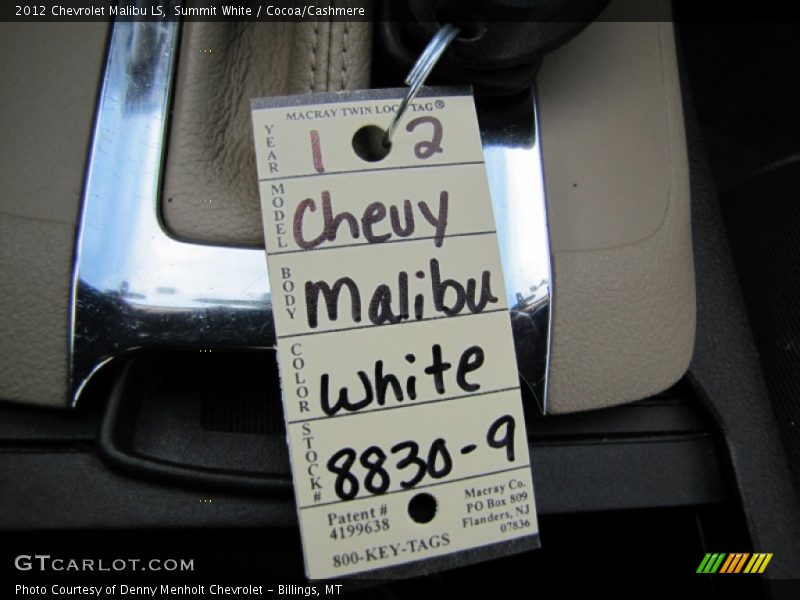 2012 Chevrolet Malibu LS, Summit White / Cocoa/Cashmere
MACRAY TWIN LOCK TAG®
YEAR 1 2
MODEL Chevy
BODY Malibu
COLOR White
STOCK# 8830-9
Patent #
4199638
Macray Co.
PO Box 809
Flanders, NJ
07836
800-KEY-TAGS
GTCARLOT.COM
Photo Courtesy of Denny Menholt Chevrolet – Billings, MT